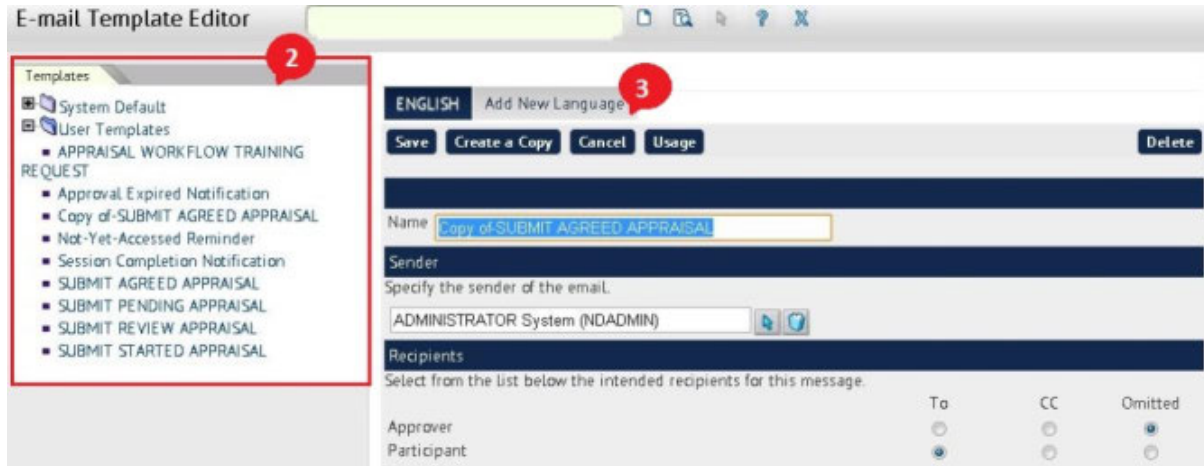 E-mail Template Editor
2
Templates
System Default
User Templates
APPRAISAL WORKFLOW TRAINING
REQUEST
Approval Expired Notification
Copy of-SUBMIT AGREED APPRAISAL
Not-Yet-Accessed Reminder
Session Completion Notification
SUBMIT AGREED APPRAISAL
SUBMIT PENDING APPRAISAL
SUBMIT REVIEW APPRAISAL
SUBMIT STARTED APPRAISAL
3
ENGLISH Add New Language
Save Create a Copy Cancel Usage Delete
Name Copy of-SUBMIT AGREED APPRAISAL
Sender
Specify the sender of the email.
ADMINISTRATOR System (NDADMIN)
Recipients
Select from the list below the intended recipients for this message.
To CC Omitted
Approver
Participant